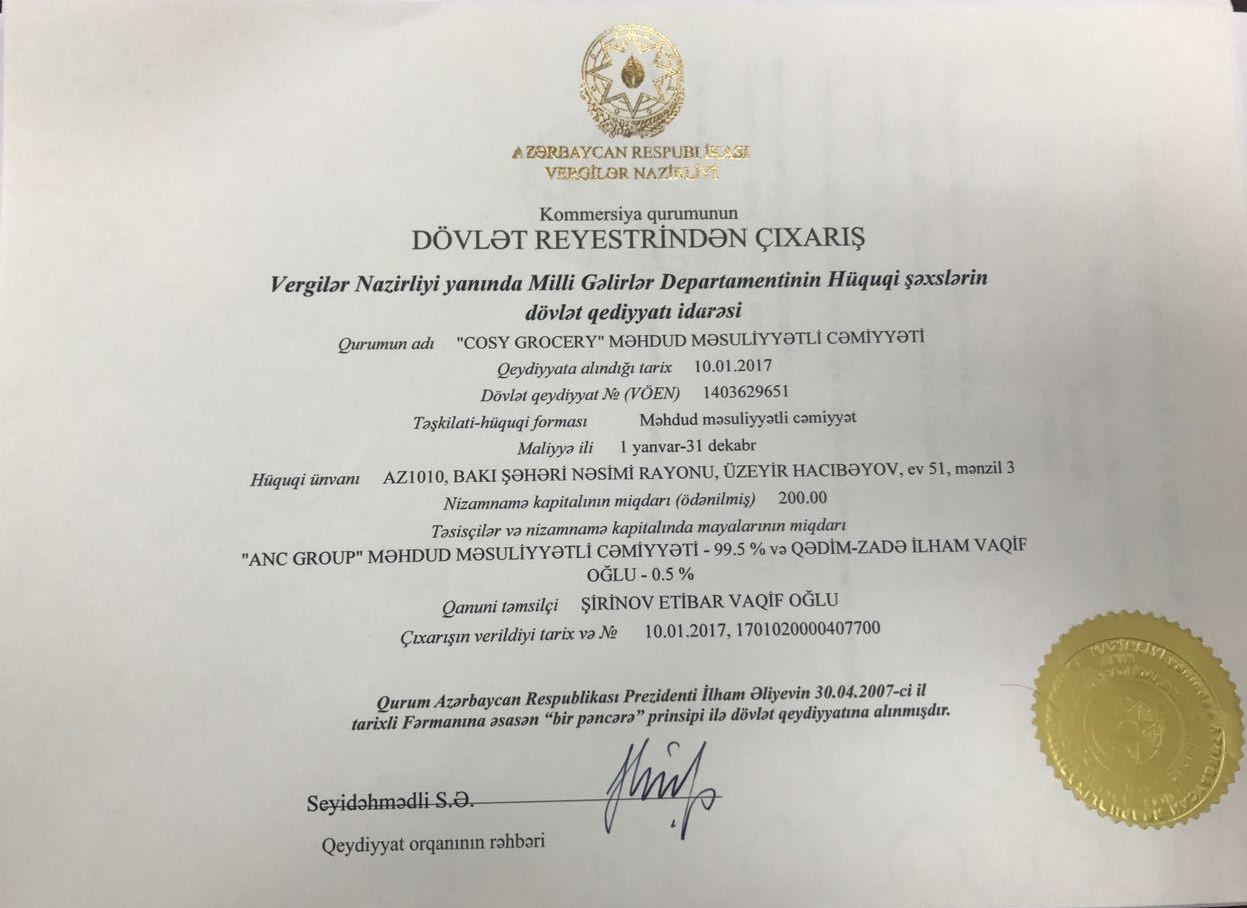 AZƏRBAYCAN RESPUBLİKASI
VERGİLƏR NAZİRLİYİ
Kommersiya qurumunun
DÖVLƏT REYESTRİNDƏN ÇIXARIŞ
Vergilər Nazirliyi yanında Milli Gəlirlər Departamentinin Hüquqi şəxslərin
dövlət qediyyatı idarəsi
Qurumun adı "COSY GROCERY" MƏHDUD MƏSULİYYƏTLİ CƏMİYYƏTİ
Qeydiyyata alındığı tarix 10.01.2017
Dövlət qeydiyyat № (VÖEN) 1403629651
Təşkilati-hüquqi forması Məhdud məsuliyyətli cəmiyyət
Maliyyə ili 1 yanvar-31 dekabr
Hüquqi ünvanı AZ1010, BAKI ŞƏHƏRİ NƏSİMİ RAYONU, ÜZEYİR HACIBƏYOV, ev 51, mənzil 3
Nizamnamə kapitalının miqdarı (ödənilmiş) 200.00
Təsisçilər və nizamnamə kapitalında mayalarının miqdarı
"ANC GROUP" MƏHDUD MƏSULİYYƏTLİ CƏMİYYƏTİ - 99.5 % və QƏDİM-ZADƏ İLHAM VAQİF
OĞLU - 0.5 %
Qanuni təmsilçi ŞİRİNOV ETİBAR VAQİF OĞLU
Çıxarışın verildiyi tarix və № 10.01.2017, 1701020000407700
Qurum Azərbaycan Respublikası Prezidenti İlham Əliyevin 30.04.2007-ci il
tarixli Fərmanına əsasən “bir pəncərə” prinsipi ilə dövlət qeydiyyatına alınmışdır.
Seyidəhmədli S.Ə.
Qeydiyyat orqanının rəhbəri